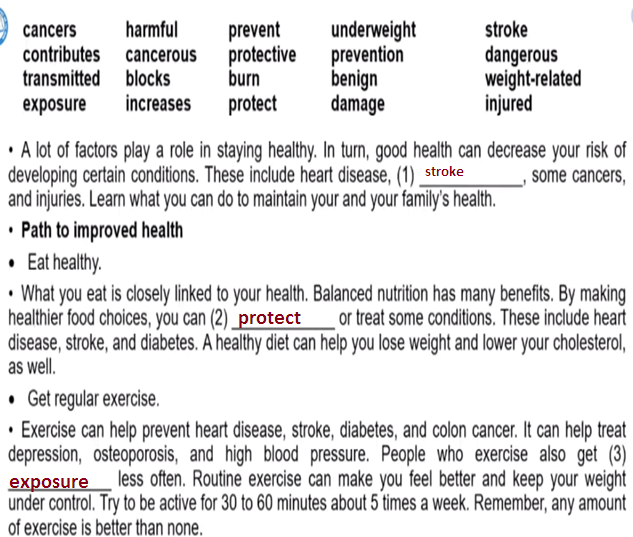 cancers harmful prevent underweight stroke
contributes cancerous protective prevention dangerous
transmitted blocks burn benign weight-related
exposure increases protect damage injured
• A lot of factors play a role in staying healthy. In turn, good health can decrease your risk of
developing certain conditions. These include heart disease, (1) stroke, some cancers,
and injuries. Learn what you can do to maintain your and your family's health.
• Path to improved health
• Eat healthy.
• What you eat is closely linked to your health. Balanced nutrition has many benefits. By making
healthier food choices, you can (2) protect or treat some conditions. These include heart
disease, stroke, and diabetes. A healthy diet can help you lose weight and lower your cholesterol,
as well.
• Get regular exercise.
• Exercise can help prevent heart disease, stroke, diabetes, and colon cancer. It can help treat
depression, osteoporosis, and high blood pressure. People who exercise also get (3)
exposure less often. Routine exercise can make you feel better and keep your weight
under control. Try to be active for 30 to 60 minutes about 5 times a week. Remember, any amount
of exercise is better than none.